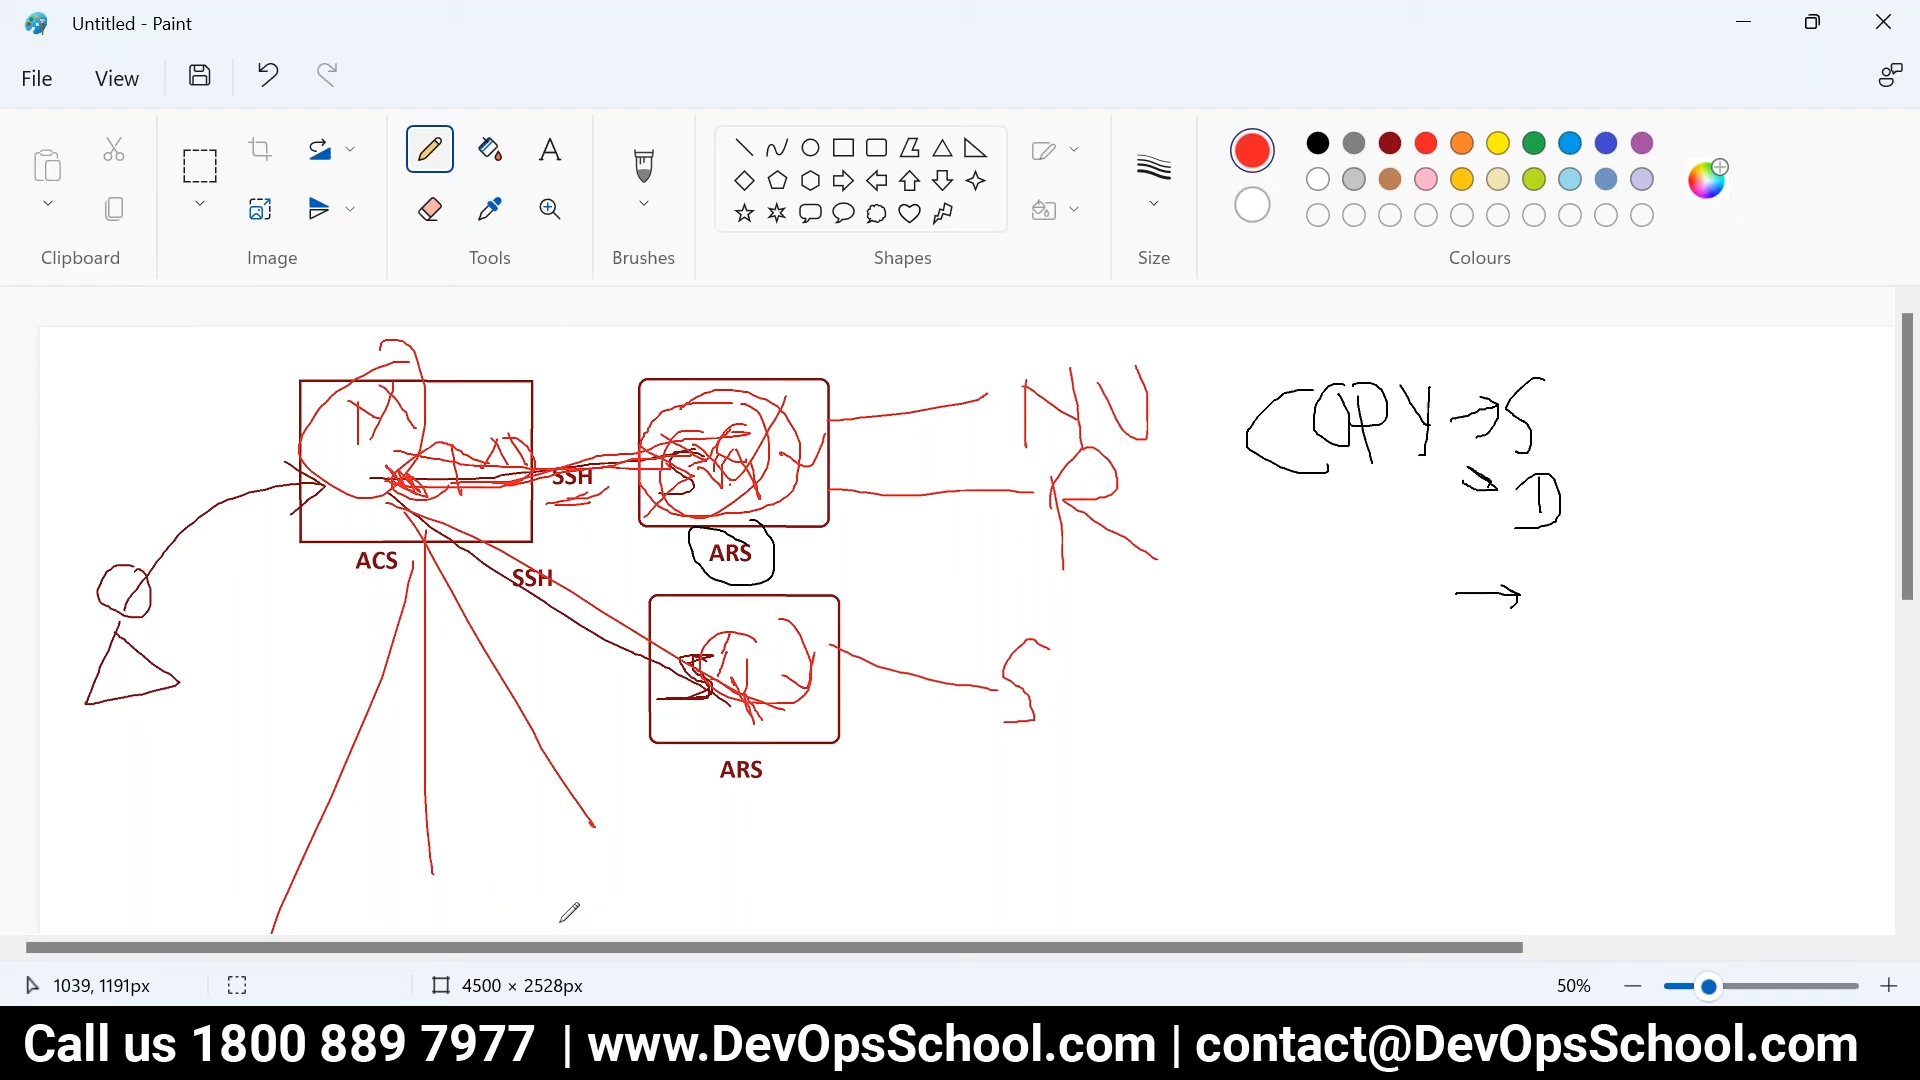 Untitled - Paint
File
View
Clipboard
Image
Tools
Brushes
Shapes
Size
Colours
NU
COPY → S
→ D
SSH
R
ARS
ACS
SSH
S
ARS
1039, 1191px
4500 × 2528px
50%
Call us 1800 889 7977 | www.DevOpsSchool.com | contact@DevOpsSchool.com